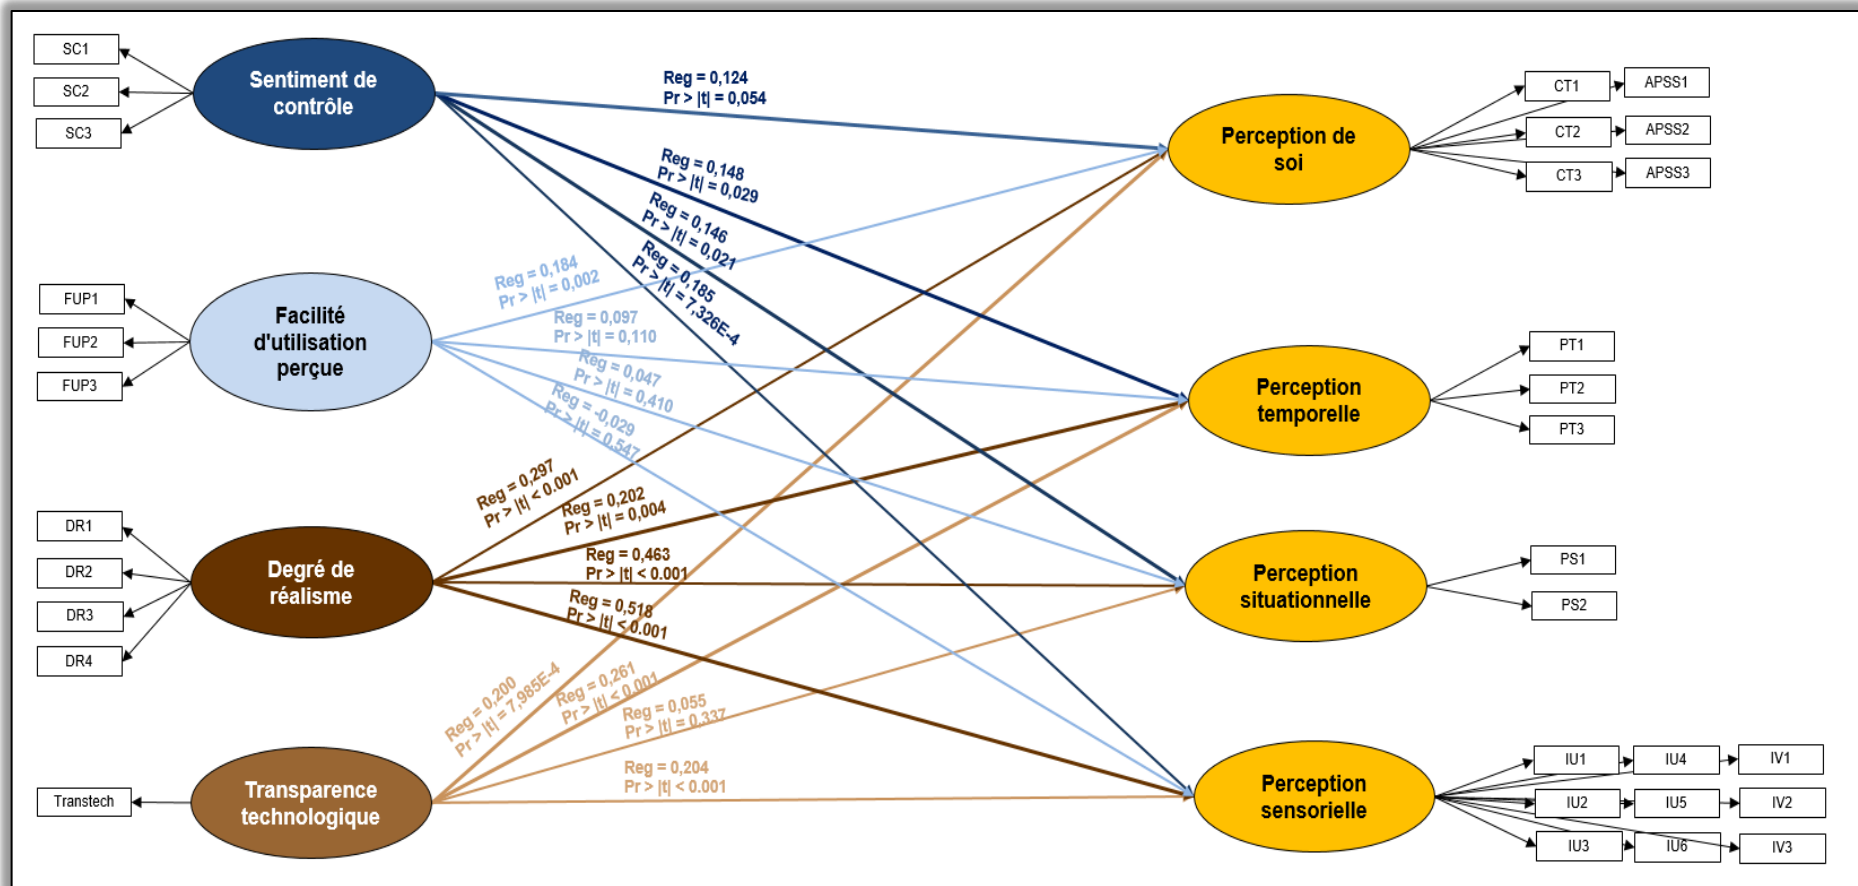 SC1
SC2
SC3
Sentiment de
contrôle
Reg = 0,124
Pr > |t| = 0,054
Reg = 0,148
Pr > |t| = 0,029
Reg = 0,146
Pr > |t| = 0,021
Reg = 0,185
Pr > |t| = 7,326E-4
Perception de
soi
CT1
APSS1
CT2
APSS2
CT3
APSS3
FUP1
FUP2
FUP3
Facilité
d'utilisation
perçue
Reg = 0,184
Pr > |t| = 0,002
Reg = 0,097
Pr > |t| = 0,110
Reg = 0,047
Pr > |t| = 0,410
Reg = -0,029
Pr > |t| = 0,547
Perception
temporelle
PT1
PT2
PT3
DR1
DR2
DR3
DR4
Degré de
réalisme
Reg = 0,297
Pr > |t| < 0.001
Reg = 0,202
Pr > |t| = 0,004
Reg = 0,463
Pr > |t| < 0.001
Reg = 0,518
Pr > |t| < 0.001
Perception
situationnelle
PS1
PS2
Transtech
Transparence
technologique
Reg = 0,200
Pr > |t| = 7,985E-4
Reg = 0,261
Pr > |t| < 0.001
Reg = 0,055
Pr > |t| = 0.337
Reg = 0,204
Pr > |t| < 0.001
Perception
sensorielle
IU1
IU4
IV1
IU2
IU5
IV2
IU3
IU6
IV3